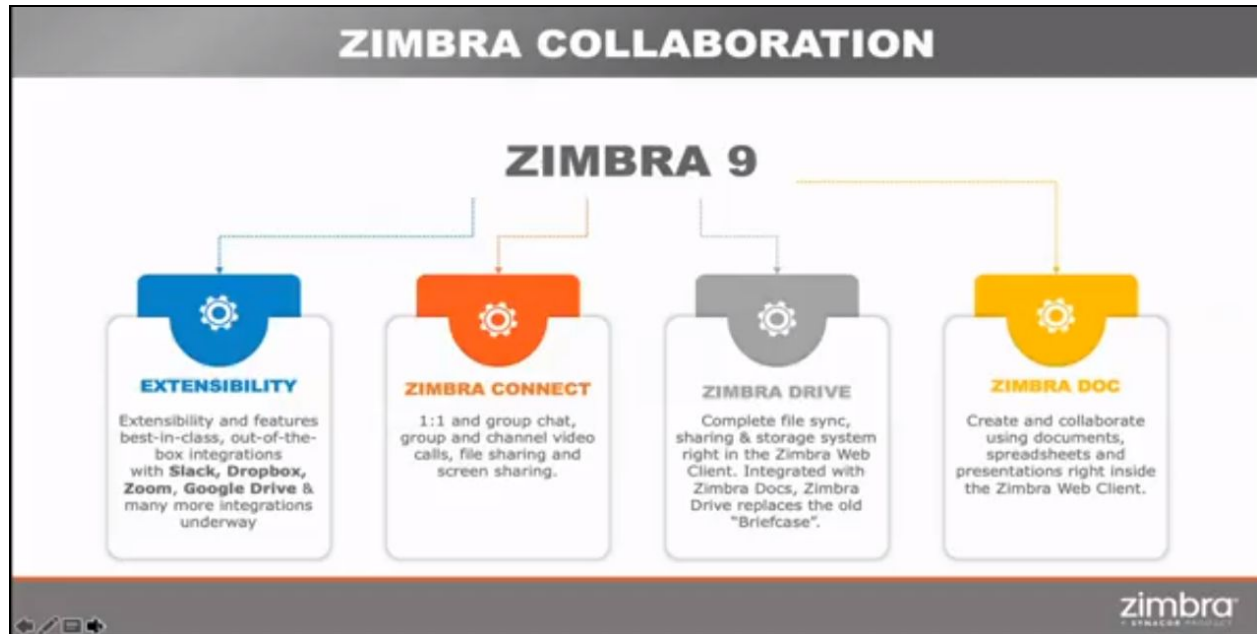 ZIMBRA COLLABORATION
ZIMBRA 9
EXTENSIBILITY
Extensibility and features
best-in-class, out-of-the-
box integrations
with Slack, Dropbox,
Zoom, Google Drive &
many more integrations
underway
ZIMBRA CONNECT
1:1 and group chat,
group and channel video
calls, file sharing and
screen sharing.
ZIMBRA DRIVE
Complete file sync,
sharing & storage system
right in the Zimbra Web
Client. Integrated with
Zimbra Docs, Zimbra
Drive replaces the old
"Briefcase".
ZIMBRA DOC
Create and collaborate
using documents,
spreadsheets and
presentations right inside
the Zimbra Web Client.
zimbra
A SYNACOR PRODUCT